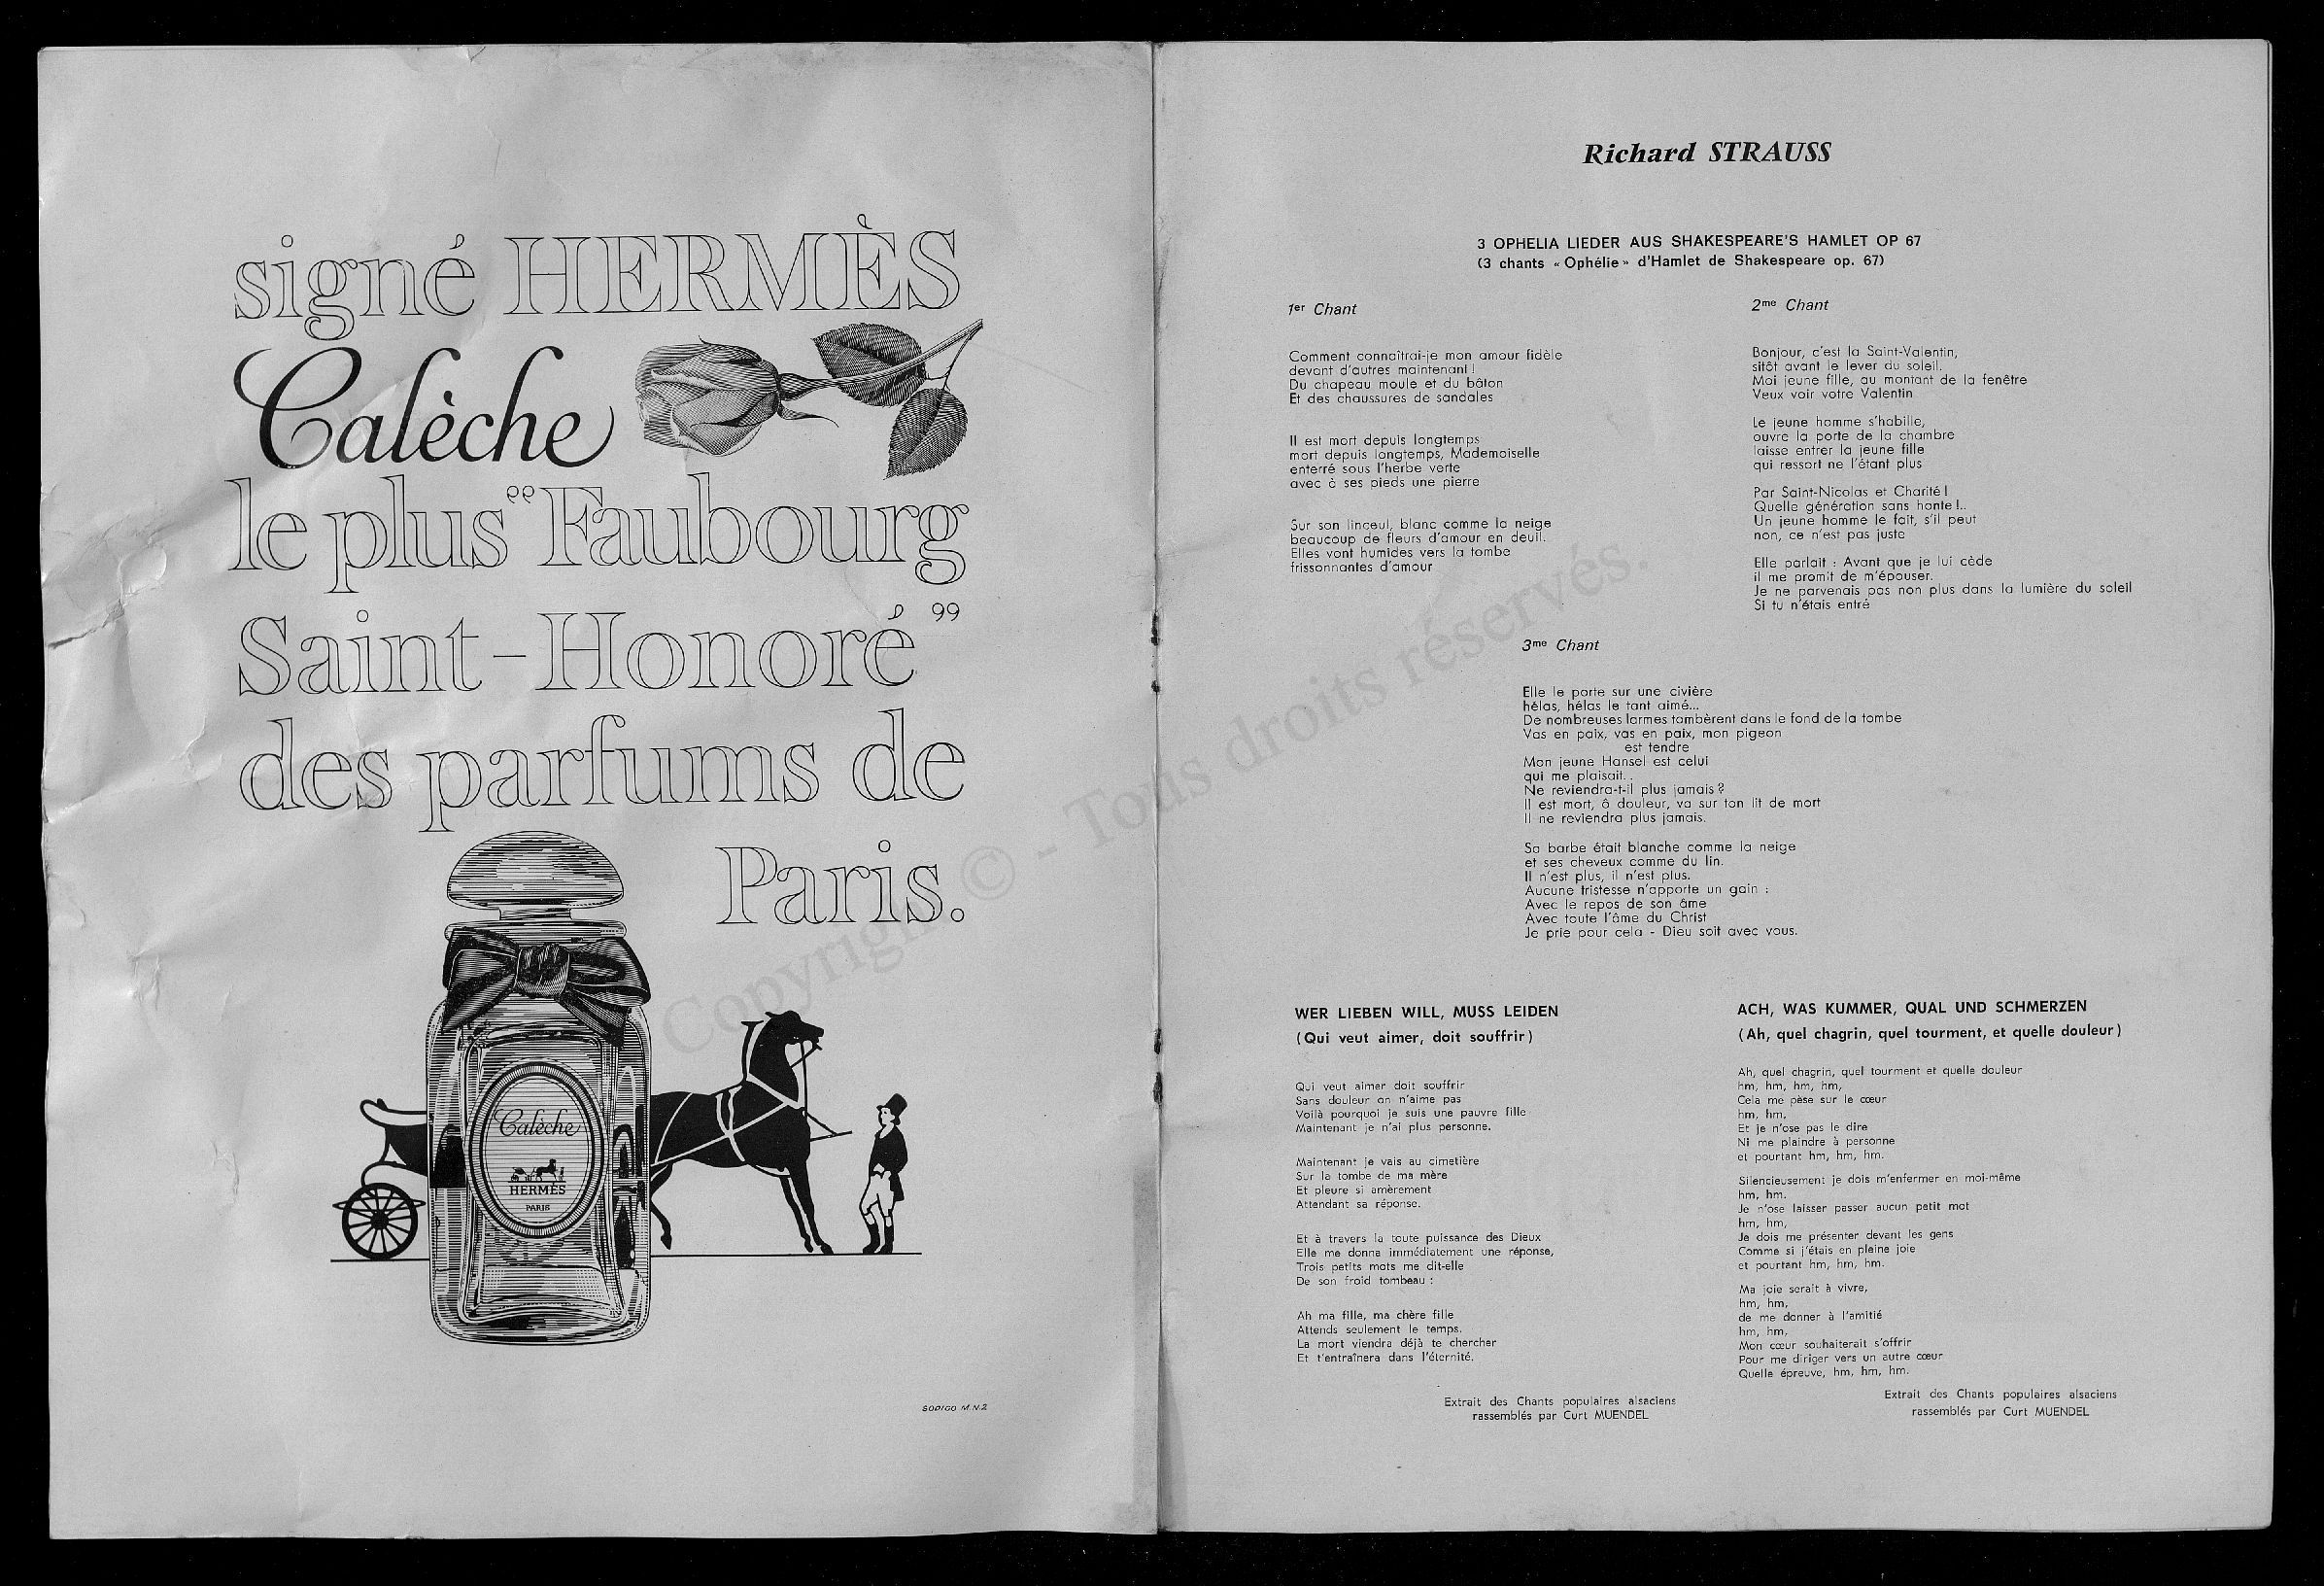 signé HERMÈS
Calèche
le plus “Faubourg
Saint-Honoré”
des parfums de
Paris.
Calèche
HERMÈS
PARIS
SODIGO M.N.2
Richard STRAUSS
3 OPHELIA LIEDER AUS SHAKESPEARE'S HAMLET OP 67
(3 chants « Ophélie » d'Hamlet de Shakespeare op. 67)
1er Chant
Comment connaîtrai-je mon amour fidèle
devant d'autres maintenant !
Du chapeau moule et du bâton
Et des chaussures de sandales
Il est mort depuis longtemps
mort depuis longtemps, Mademoiselle
enterré sous l'herbe verte
avec à ses pieds une pierre
Sur son linceul, blanc comme la neige
beaucoup de fleurs d'amour en deuil.
Elles vont humides vers la tombe
frissonnantes d'amour
2me Chant
Bonjour, c'est la Saint-Valentin,
sitôt avant le lever du soleil.
Moi jeune fille, au montant de la fenêtre
Veux voir votre Valentin
Le jeune homme s'habille,
ouvre la porte de la chambre
laisse entrer la jeune fille
qui ressort ne l'étant plus
Par Saint-Nicolas et Charité !
Quelle génération sans honte !..
Un jeune homme le fait, s'il peut
non, ce n'est pas juste
Elle parlait : Avant que je lui cède
il me promit de m'épouser.
Je ne parvenais pas non plus dans la lumière du soleil
Si tu n'étais entré
3me Chant
Elle le porte sur une civière
hélas, hélas le tant aimé...
De nombreuses larmes tombèrent dans le fond de la tombe
Vas en paix, vas en paix, mon pigeon
est tendre
Mon jeune Hansel est celui
qui me plaisait..
Ne reviendra-t-il plus jamais ?
Il est mort, ô douleur, va sur ton lit de mort
Il ne reviendra plus jamais.
Sa barbe était blanche comme la neige
et ses cheveux comme du lin.
Il n'est plus, il n'est plus.
Aucune tristesse n'apporte un gain :
Avec le repos de son âme
Avec toute l'âme du Christ
Je prie pour cela - Dieu soit avec vous.
WER LIEBEN WILL, MUSS LEIDEN
(Qui veut aimer, doit souffrir)
Qui veut aimer doit souffrir
Sans douleur on n'aime pas
Voilà pourquoi je suis une pauvre fille
Maintenant je n'ai plus personne.
Maintenant je vais au cimetière
Sur la tombe de ma mère
Et pleure si amèrement
Attendant sa réponse.
Et à travers la toute puissance des Dieux
Elle me donna immédiatement une réponse,
Trois petits mots me dit-elle
De son froid tombeau :
Ah ma fille, ma chère fille
Attends seulement le temps.
La mort viendra déjà te chercher
Et t'entraînera dans l'éternité.
Extrait des Chants populaires alsaciens
rassemblés par Curt MUENDEL
ACH, WAS KUMMER, QUAL UND SCHMERZEN
(Ah, quel chagrin, quel tourment, et quelle douleur)
Ah, quel chagrin, quel tourment et quelle douleur
hm, hm, hm, hm,
Cela me pèse sur le cœur
hm, hm,
Et je n'ose pas le dire
Ni me plaindre à personne
et pourtant hm, hm, hm.
Silencieusement je dois m'enfermer en moi-même
hm, hm.
Je n'ose laisser passer aucun petit mot
hm, hm,
Je dois me présenter devant les gens
Comme si j'étais en pleine joie
et pourtant hm, hm, hm.
Ma joie serait à vivre,
hm, hm,
de me donner à l'amitié
hm, hm,
Mon cœur souhaiterait s'offrir
Pour me diriger vers un autre cœur
Quelle épreuve, hm, hm, hm.
Extrait des Chants populaires alsaciens
rassemblés par Curt MUENDEL
Copyright © - Tous droits réservés.